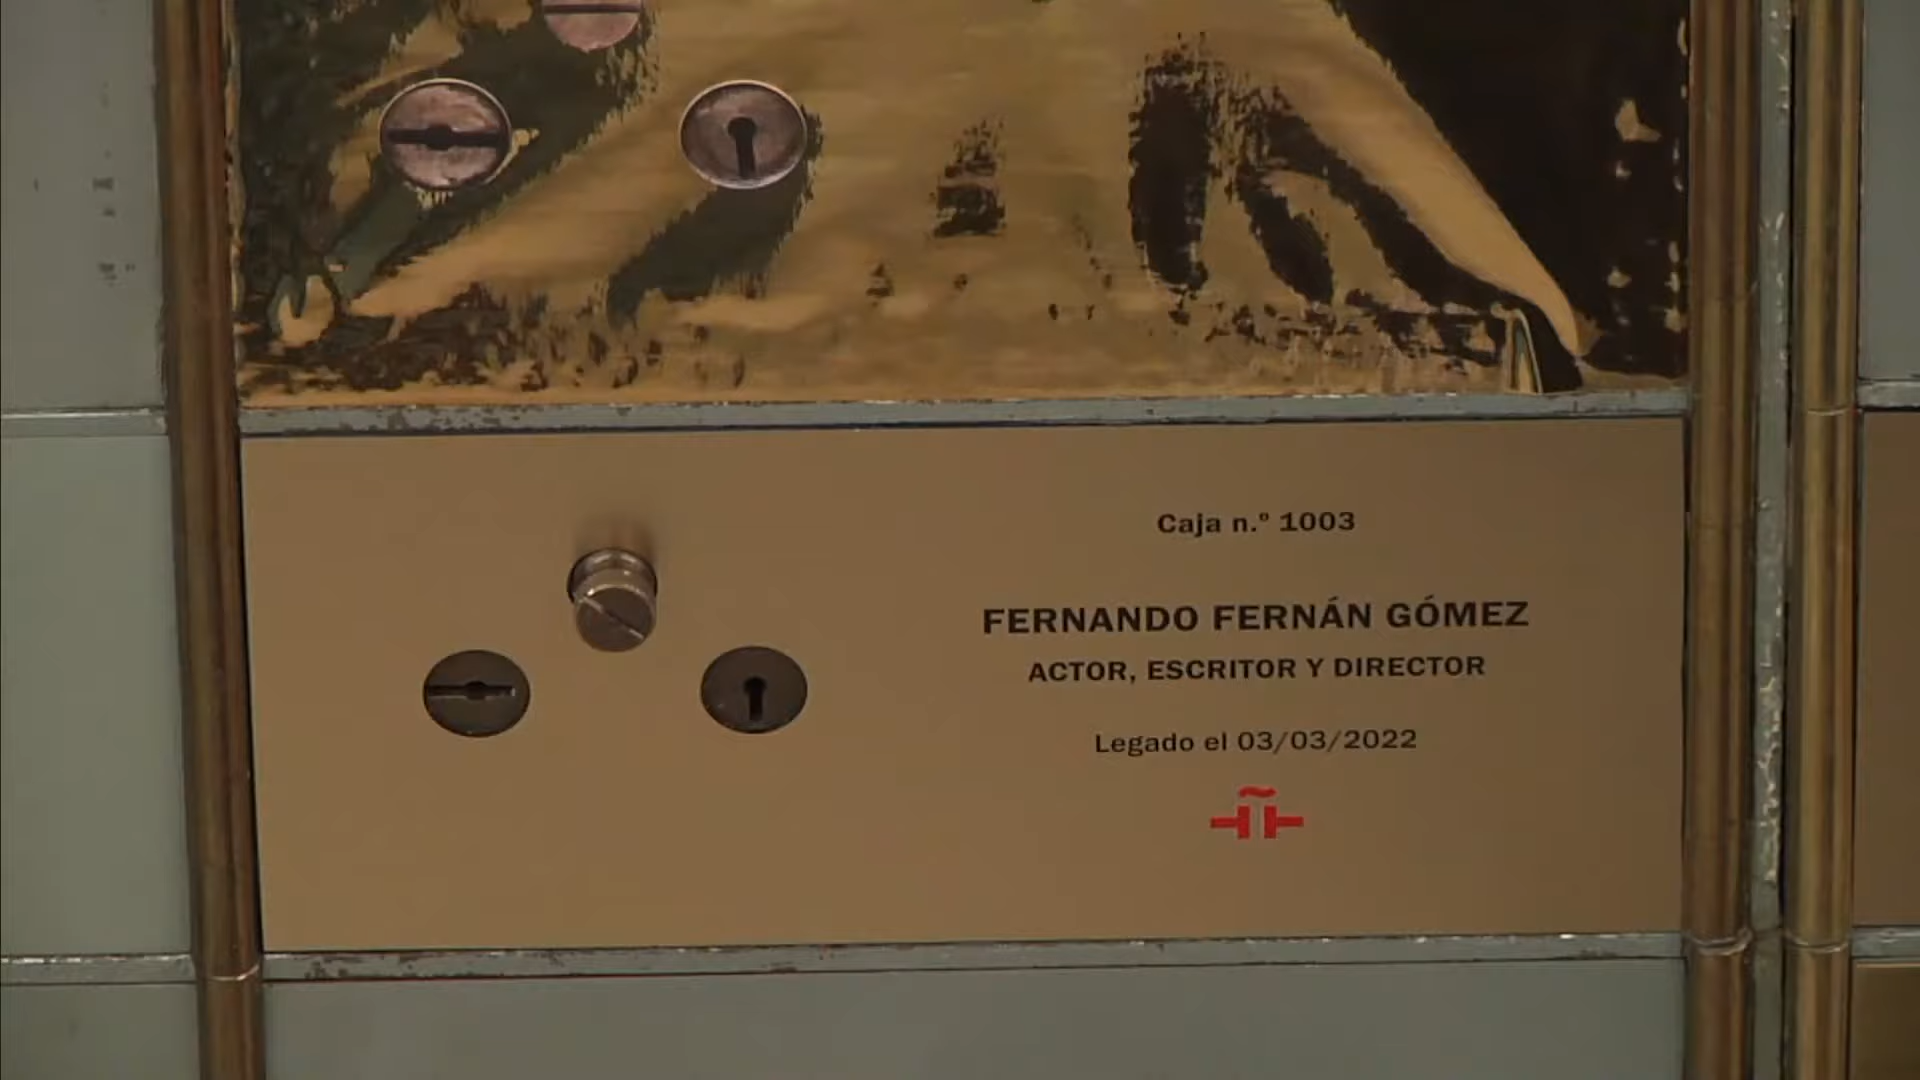 Caja n.º 1003
FERNANDO FERNÁN GÓMEZ
ACTOR, ESCRITOR Y DIRECTOR
Legado el 03/03/2022